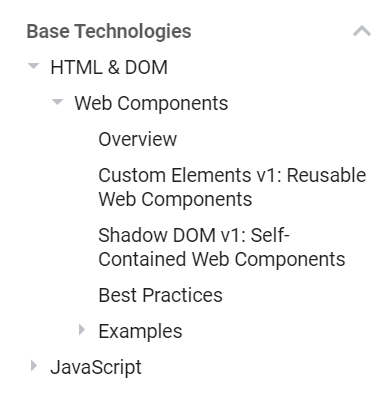 Base Technologies
HTML & DOM
Web Components
Overview
Custom Elements v1: Reusable
Web Components
Shadow DOM v1: Self-
Contained Web Components
Best Practices
Examples
JavaScript